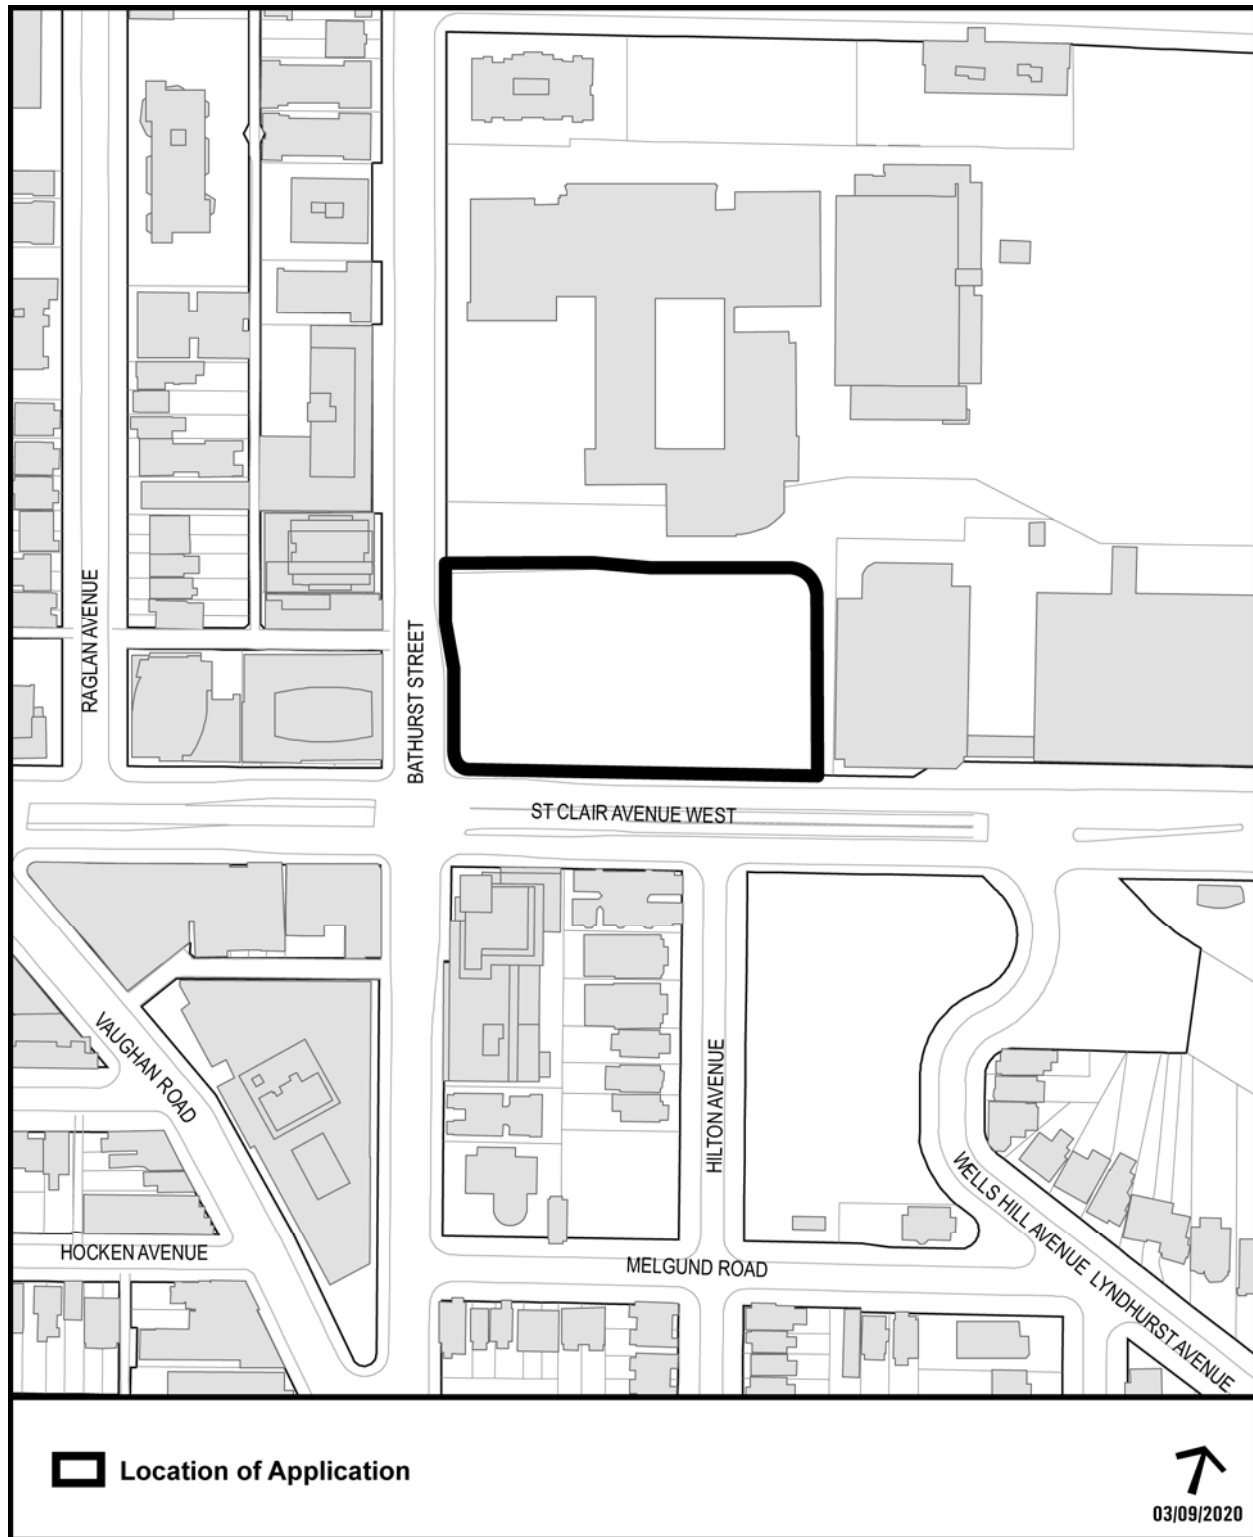 RAGLAN AVENUE
BATHURST STREET
ST CLAIR AVENUE WEST
VAUGHAN ROAD
HILTON AVENUE
WELLS HILL AVENUE
LYNDHURST AVENUE
HOCKEN AVENUE
MELGUND ROAD
Location of Application
03/09/2020